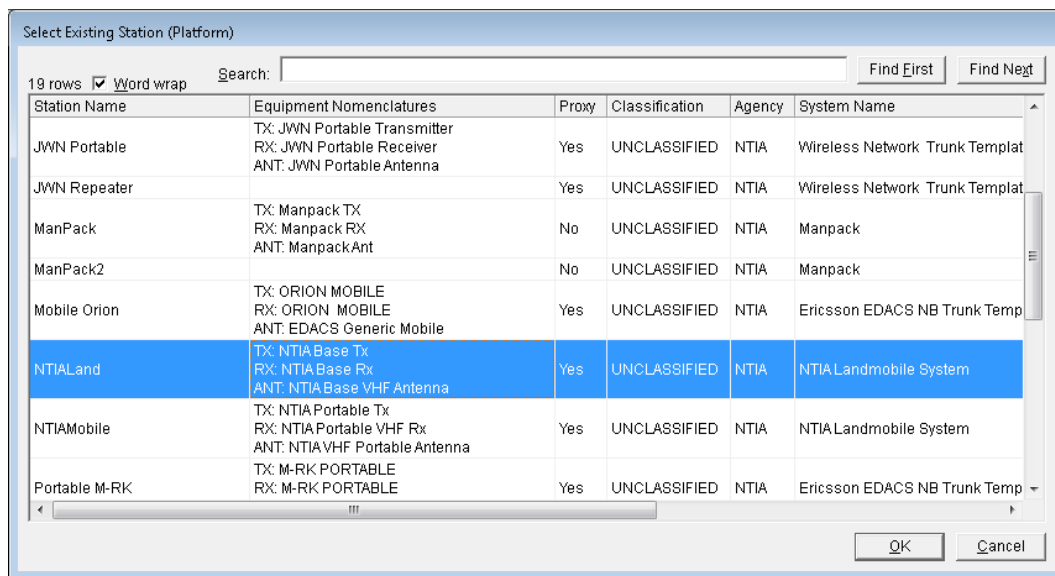 Select Existing Station (Platform)
19 rows Word wrap Search: Find First Find Next
Station Name Equipment Nomenclatures Proxy Classification Agency System Name
TX: JWN Portable Transmitter
JWN Portable RX: JWN Portable Receiver Yes UNCLASSIFIED NTIA Wireless Network Trunk Templat
ANT: JWN Portable Antenna
JWN Repeater Yes UNCLASSIFIED NTIA Wireless Network Trunk Templat
TX: Manpack TX
ManPack RX: Manpack RX No UNCLASSIFIED NTIA Manpack
ANT: Manpack Ant
ManPack2 No UNCLASSIFIED NTIA Manpack
TX: ORION MOBILE
Mobile Orion RX: ORION MOBILE Yes UNCLASSIFIED NTIA Ericsson EDACS NB Trunk Temp
ANT: EDACS Generic Mobile
TX: NTIA Base Tx
NTIALand RX: NTIA Base Rx Yes UNCLASSIFIED NTIA NTIA Landmobile System
ANT: NTIA Base VHF Antenna
TX: NTIA Portable Tx
NTIAMobile RX: NTIA Portable VHF Rx Yes UNCLASSIFIED NTIA NTIA Landmobile System
ANT: NTIA VHF Portable Antenna
TX: M-RK PORTABLE
Portable M-RK RX: M-RK PORTABLE Yes UNCLASSIFIED NTIA Ericsson EDACS NB Trunk Temp
OK Cancel